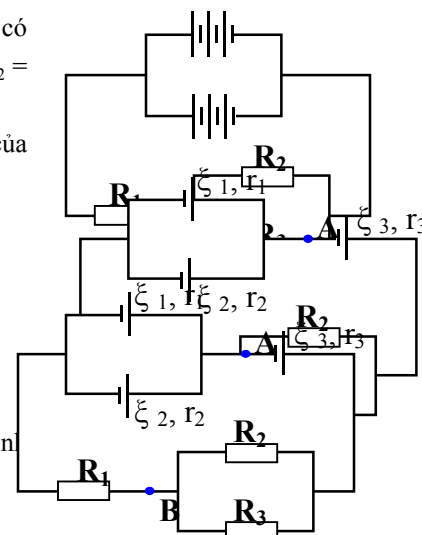 có
₂ =
của
R₂
ξ ₁, r₁
R₁
A
ξ ₃, r₃
ξ ₁, r₁
ξ ₂, r₂
R₂
ξ ₃, r₃
A
ξ ₂, r₂
R₂
R₁
B
R₃